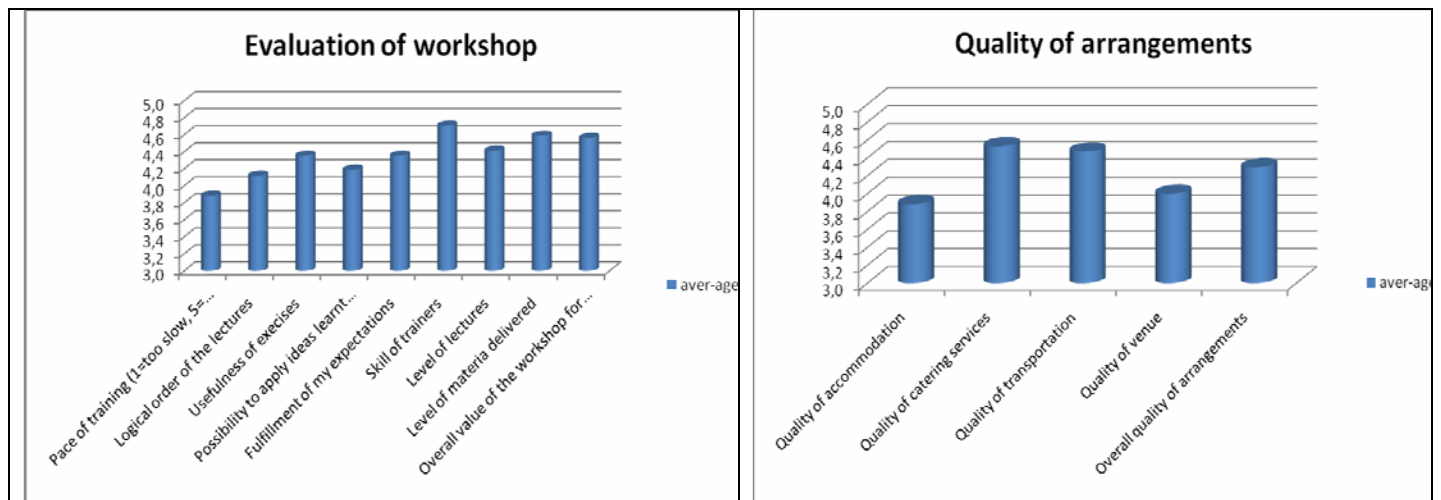 Evaluation of workshop
5,0
4,8
4,6
4,4
4,2
4,0
3,8
3,6
3,4
3,2
3,0
Pace of training (1=too slow, 5=...
Logical order of the lectures
Usefulness of execises
Possibility to apply ideas learnt...
Fulfillment of my expectations
Skill of trainers
Level of lectures
Level of materia delivered
Overall value of the workshop for...
aver-age
Quality of arrangements
5,0
4,8
4,6
4,4
4,2
4,0
3,8
3,6
3,4
3,2
3,0
Quality of accommodation
Quality of catering services
Quality of transportation
Quality of venue
Overall quality of arrangements
aver-age